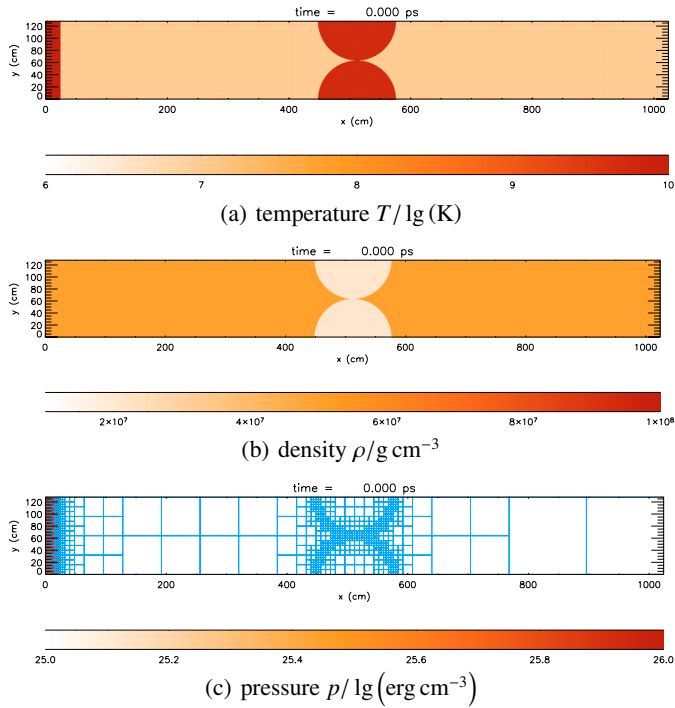 time = 0.000 ps
y (cm)
120
100
80
60
40
20
0
0 200 400 600 800 1000
x (cm)
6 7 8 9 10
(a) temperature T/ lg (K)
time = 0.000 ps
y (cm)
120
100
80
60
40
20
0
0 200 400 600 800 1000
x (cm)
2×10⁷ 4×10⁷ 6×10⁷ 8×10⁷ 1×10⁸
(b) density ρ/g cm⁻³
time = 0.000 ps
y (cm)
120
100
80
60
40
20
0
0 200 400 600 800 1000
x (cm)
25.0 25.2 25.4 25.6 25.8 26.0
(c) pressure p/ lg (erg cm⁻³)